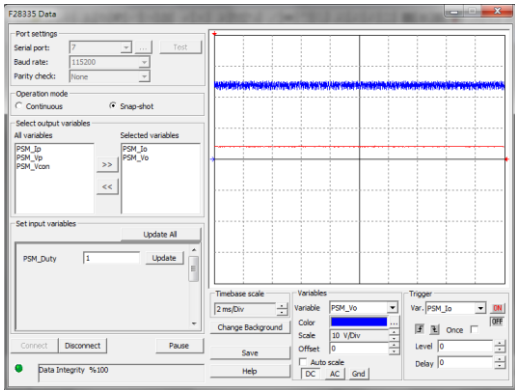 F28335 Data
Port settings
Serial port:
7
...
Test
Baud rate:
115200
Parity check:
None
Operation mode
Continuous
Snap-shot
Select output variables
All variables
Selected variables
PSM_Ip
PSM_Vp
PSM_Vcon
>>
<<
PSM_Io
PSM_Vo
Set input variables
Update All
PSM_Duty
1
Update
Connect
Disconnect
Pause
Data Integrity %100
Timebase scale
2 ms/Div
Change Background
Save
Help
Variables
Variable
PSM_Vo
Color
...
Scale
10 V/Div
Offset
0
Auto scale
DC
AC
Gnd
Trigger
Var.
PSM_Io
ON
OFF
Once
Level
0
Delay
0